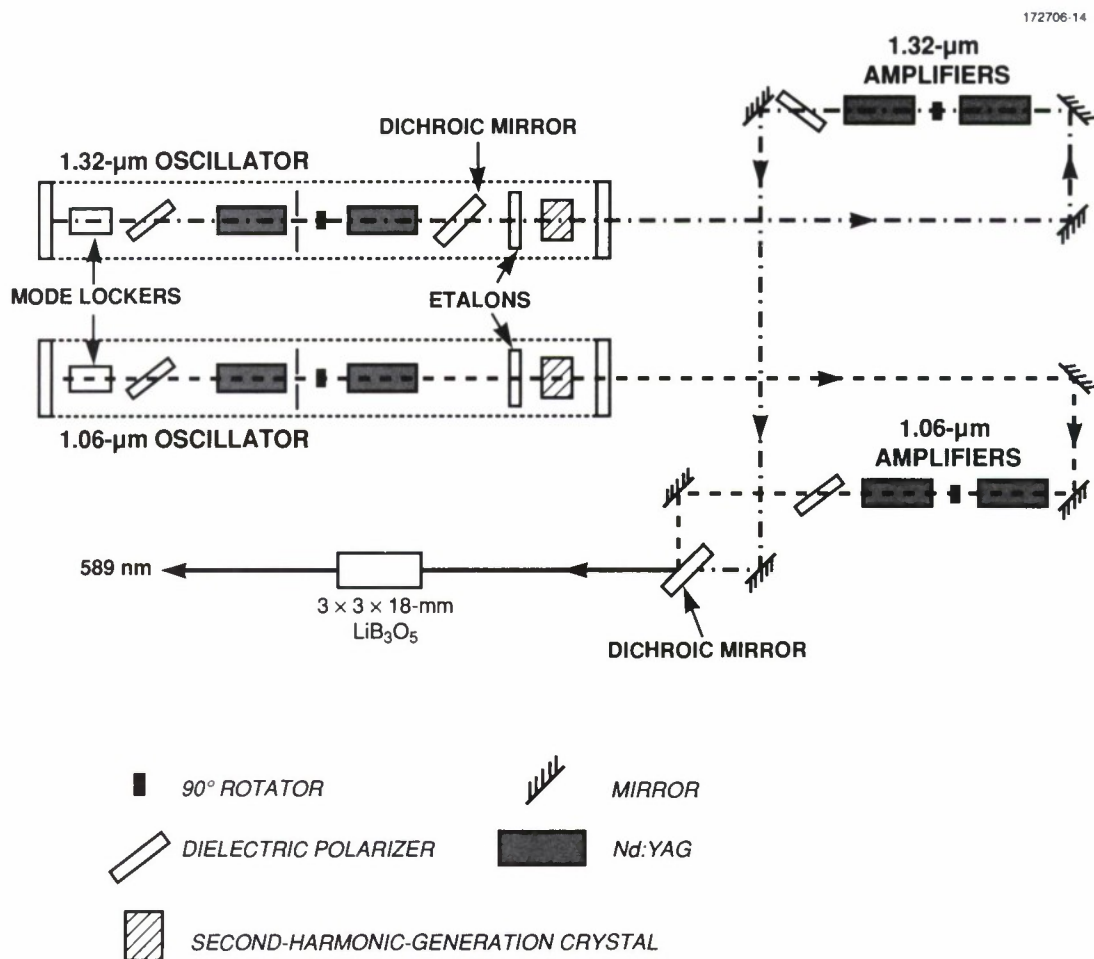 172706-14
1.32-µm
AMPLIFIERS
DICHROIC MIRROR
1.32-µm OSCILLATOR
MODE LOCKERS
ETALONS
1.06-µm OSCILLATOR
1.06-µm
AMPLIFIERS
589 nm
3 × 3 × 18-mm
LiB₃O₅
DICHROIC MIRROR
90° ROTATOR
MIRROR
DIELECTRIC POLARIZER
Nd:YAG
SECOND-HARMONIC-GENERATION CRYSTAL